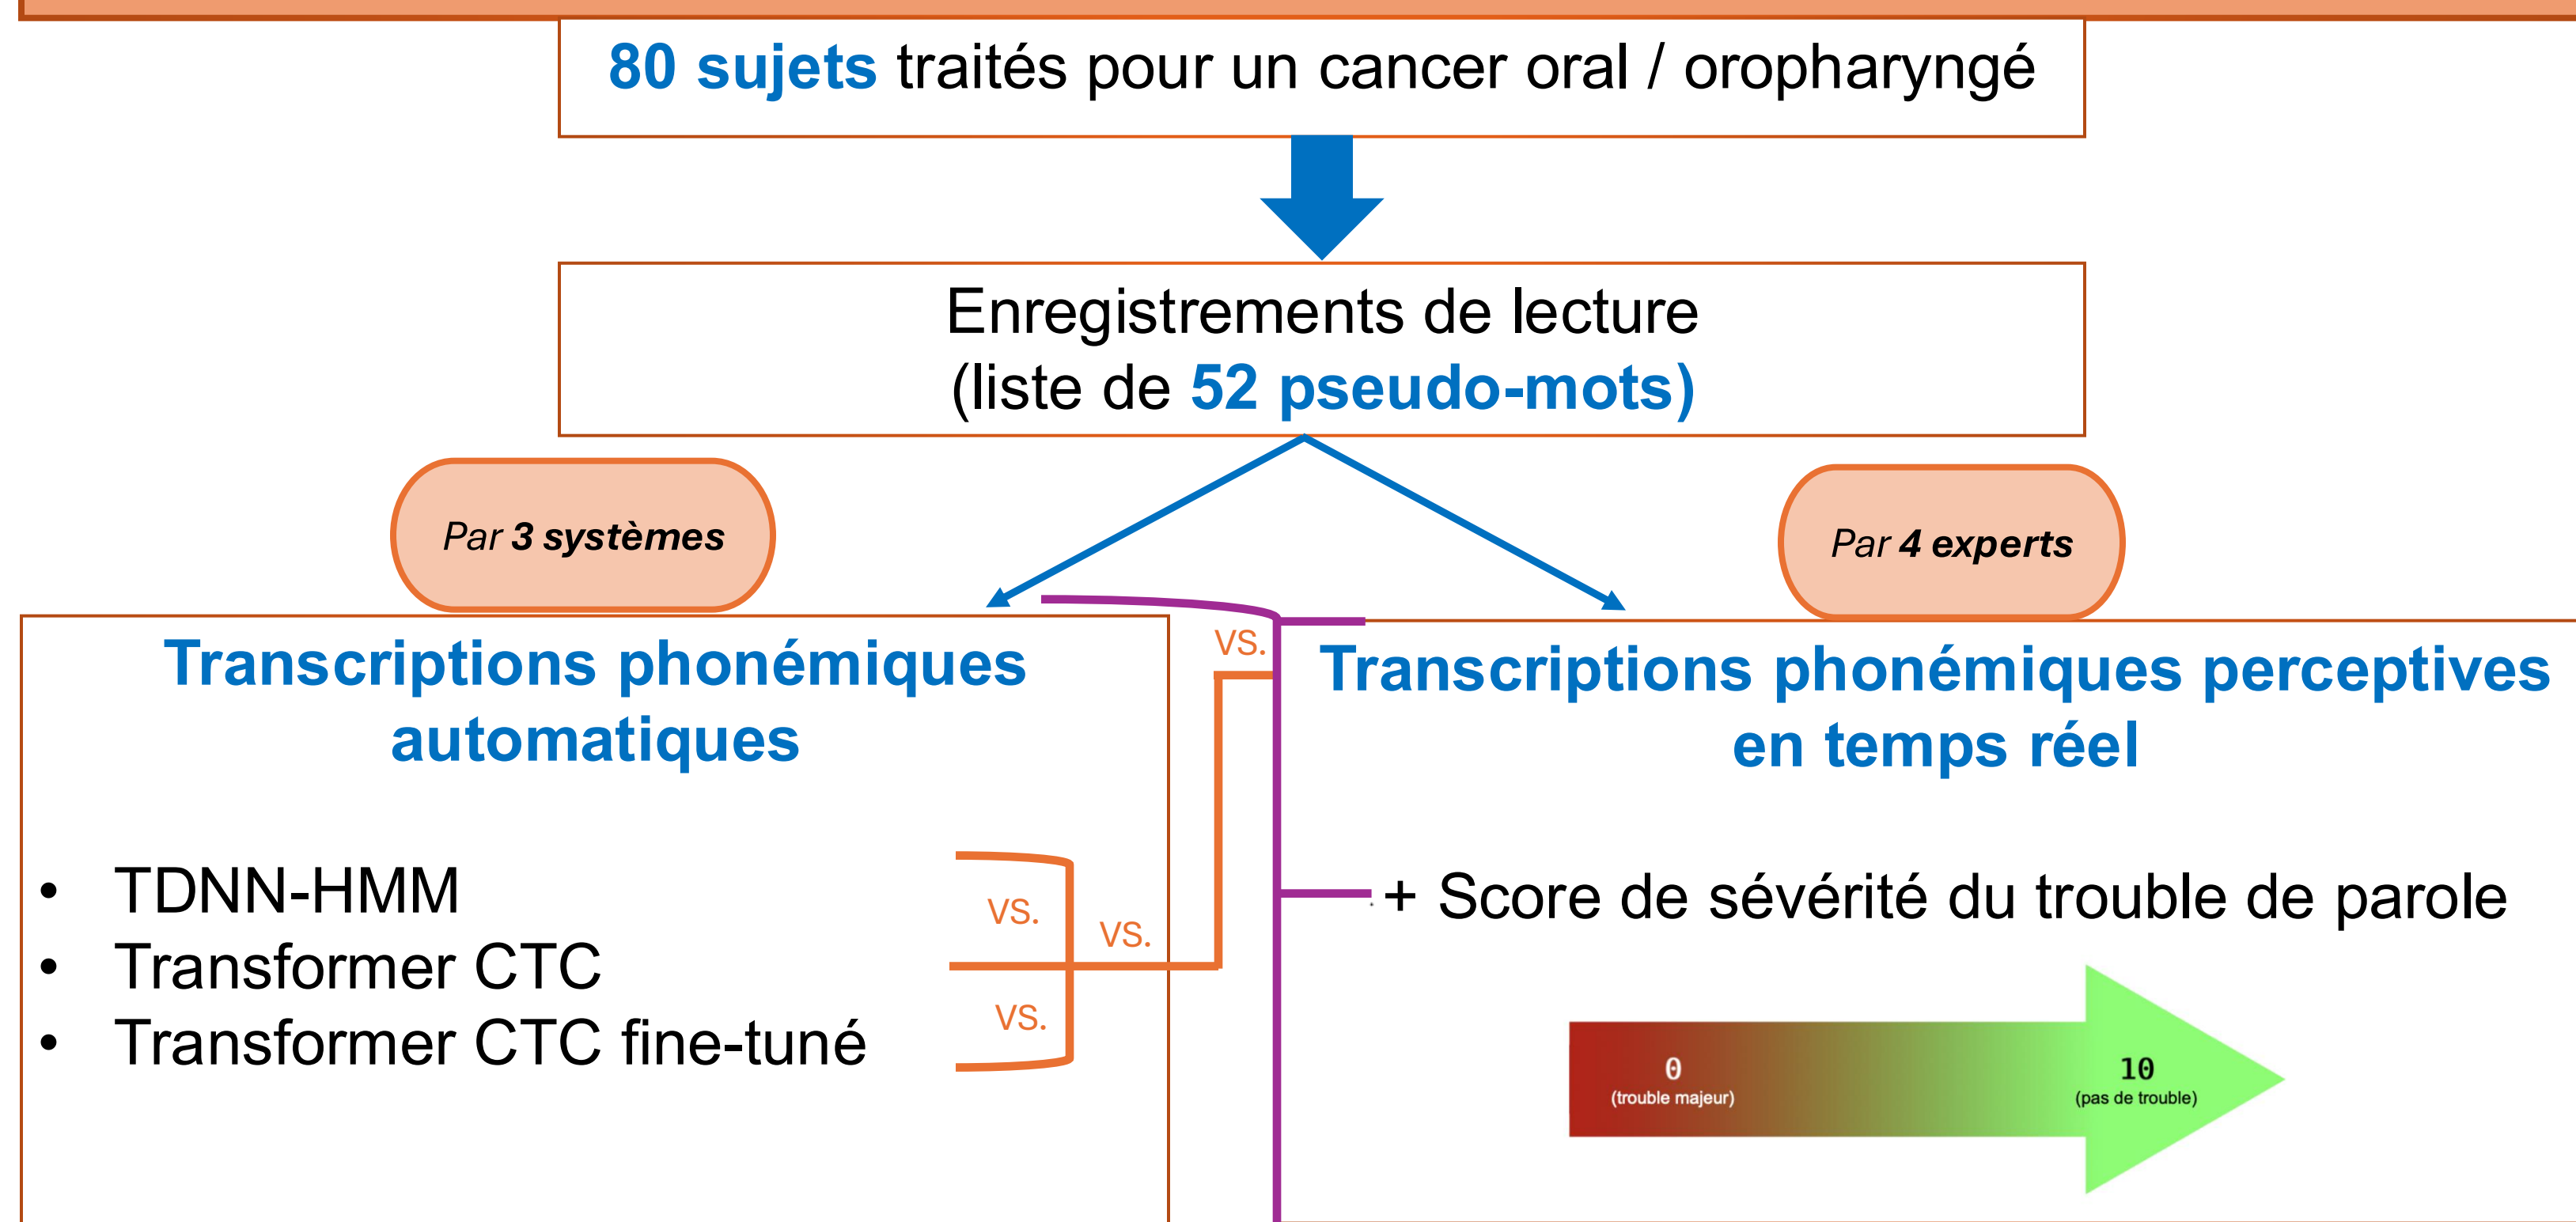 80 sujets traités pour un cancer oral / oropharyngé
Enregistrements de lecture
(liste de 52 pseudo-mots)
Par 3 systèmes
Par 4 experts
Transcriptions phonémiques
automatiques
• TDNN-HMM
• Transformer CTC
• Transformer CTC fine-tuné
vs.
vs.
vs.
vs.
Transcriptions phonémiques perceptives
en temps réel
+ Score de sévérité du trouble de parole
0
(trouble majeur)
10
(pas de trouble)